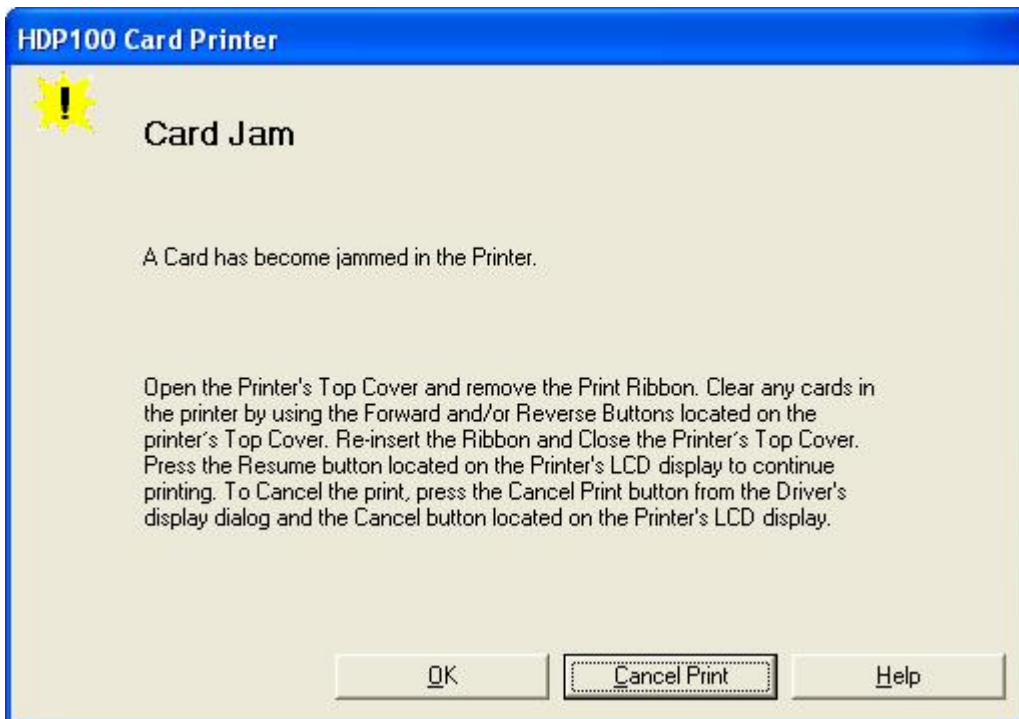 HDP100 Card Printer
Card Jam
A Card has become jammed in the Printer.
Open the Printer's Top Cover and remove the Print Ribbon. Clear any cards in
the printer by using the Forward and/or Reverse Buttons located on the
printer´s Top Cover. Re-insert the Ribbon and Close the Printer´s Top Cover.
Press the Resume button located on the Printer's LCD display to continue
printing. To Cancel the print, press the Cancel Print button from the Driver's
display dialog and the Cancel button located on the Printer's LCD display.
OK Cancel Print Help